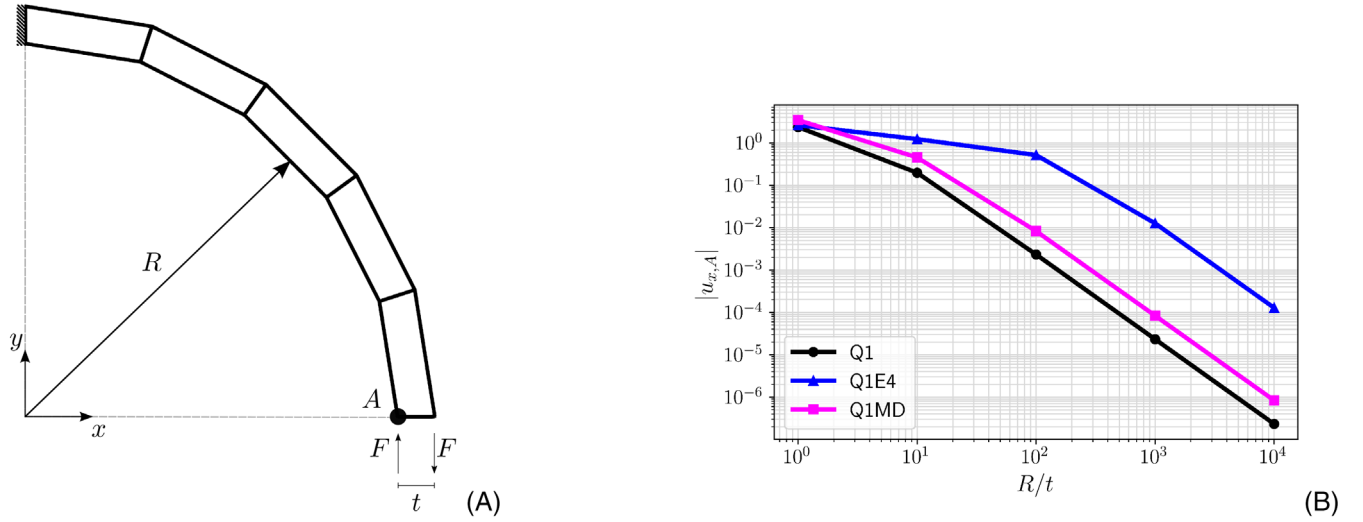 R
y
x
A
F F
t
(A)
|u_{x,A}|
10^0
10^{-1}
10^{-2}
10^{-3}
10^{-4}
10^{-5}
10^{-6}
Q1
Q1E4
Q1MD
10^0 10^1 10^2 10^3 10^4
R/t
(B)